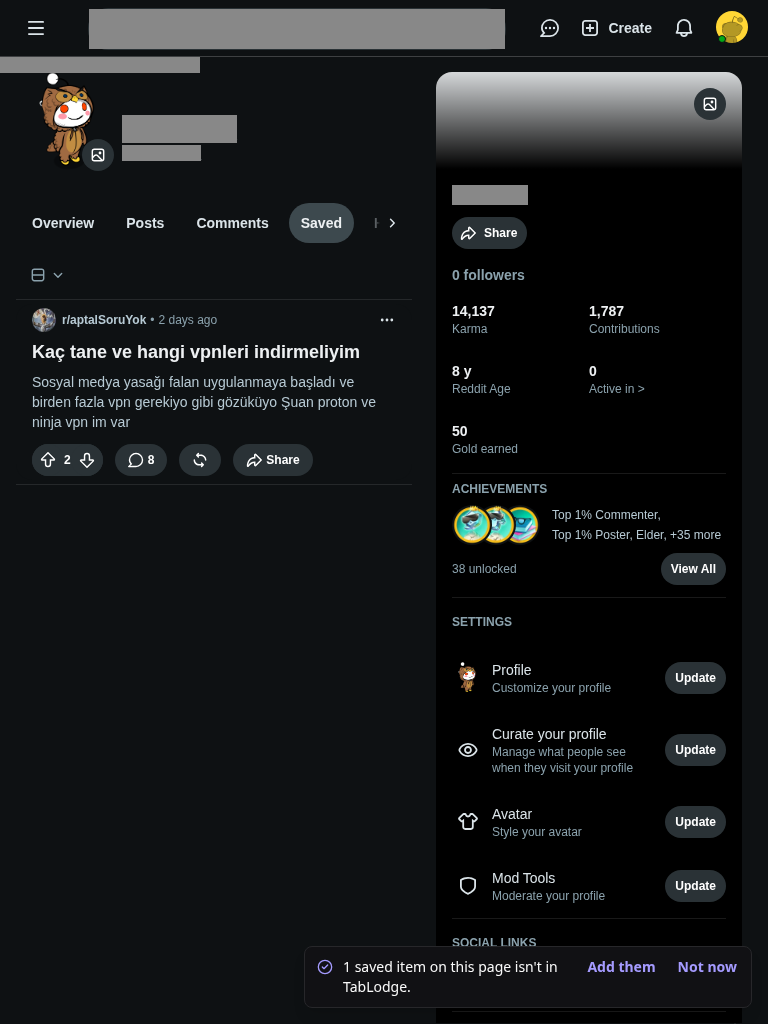 Create
Overview
Posts
Comments
Saved
r/aptalSoruYok • 2 days ago
Kaç tane ve hangi vpnleri indirmeliyim
Sosyal medya yasağı falan uygulanmaya başladı ve
birden fazla vpn gerekiyo gibi gözüküyo Şuan proton ve
ninja vpn im var
2
8
Share
Share
0 followers
14,137
Karma
1,787
Contributions
8 y
Reddit Age
0
Active in >
50
Gold earned
ACHIEVEMENTS
Top 1% Commenter,
Top 1% Poster, Elder, +35 more
38 unlocked
View All
SETTINGS
Profile
Customize your profile
Update
Curate your profile
Manage what people see
when they visit your profile
Update
Avatar
Style your avatar
Update
Mod Tools
Moderate your profile
Update
SOCIAL LINKS
1 saved item on this page isn't in
TabLodge.
Add them
Not now